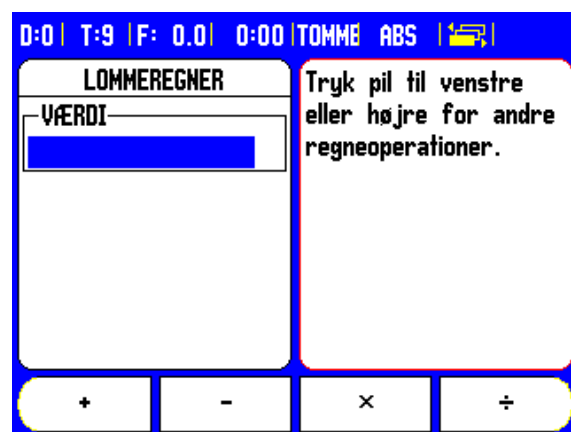 D:0 T:9 F: 0.0 0:00 TOMME ABS
LOMMEREGNER
VÆRDI
Tryk pil til venstre
eller højre for andre
regneoperationer.
+ - × ÷